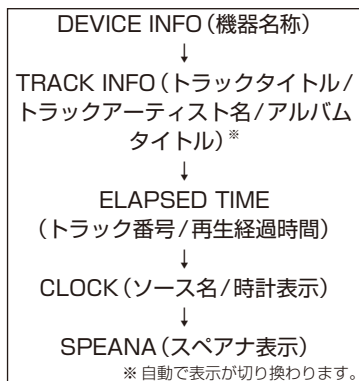 DEVICE INFO（機器名称）
↓
TRACK INFO（トラックタイトル/
トラックアーティスト名/アルバム
タイトル）※
↓
ELAPSED TIME
（トラック番号/再生経過時間）
↓
CLOCK（ソース名/時計表示）
↓
SPEANA（スペアナ表示）
※ 自動で表示が切り換わります。